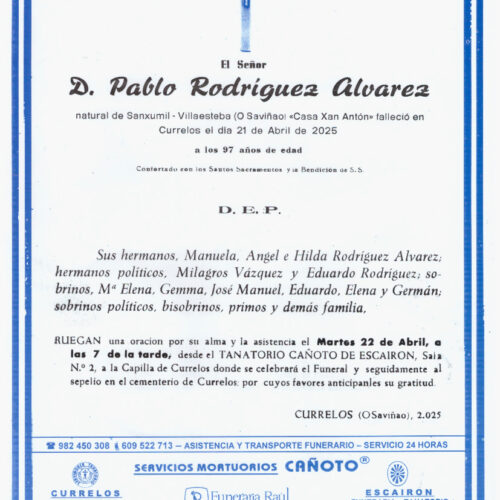 El Señor
D. Pablo Rodríguez Alvarez
natural de Sanxumil - Villaesteba (O Saviñao) «Casa Xan Antón» falleció en
Currelos el día 21 de Abril de 2025
a los 97 años de edad
Confortado con los Santos Sacramentos y la Bendición de S. S.
D. E. P.
Sus hermanos, Manuela, Angel e Hilda Rodríguez Alvarez;
hermanos políticos, Milagros Vázquez y Eduardo Rodríguez; so-
brinos, Mª Elena, Gemma, José Manuel, Eduardo, Elena y Germán;
sobrinos políticos, bisobrinos, primos y demás familia,
RUEGAN una oracion por su alma y la asistencia el Martes 22 de Abril, a
las 7 de la tarde, desde el TANATORIO CAÑOTO DE ESCAIRON, Sala
N.º 2, a la Capilla de Currelos donde se celebrará el Funeral y seguidamente al
sepelio en el cementerio de Currelos; por cuyos favores anticipanles su gratitud.
CURRELOS (O Saviñao), 2.025
☎ 982 450 308 609 522 713 – ASISTENCIA Y TRANSPORTE FUNERARIO – SERVICIO 24 HORAS
SERVICIOS MORTUORIOS CAÑOTO®
CURRELOS
Funeraria Raúl
ESCAIRON